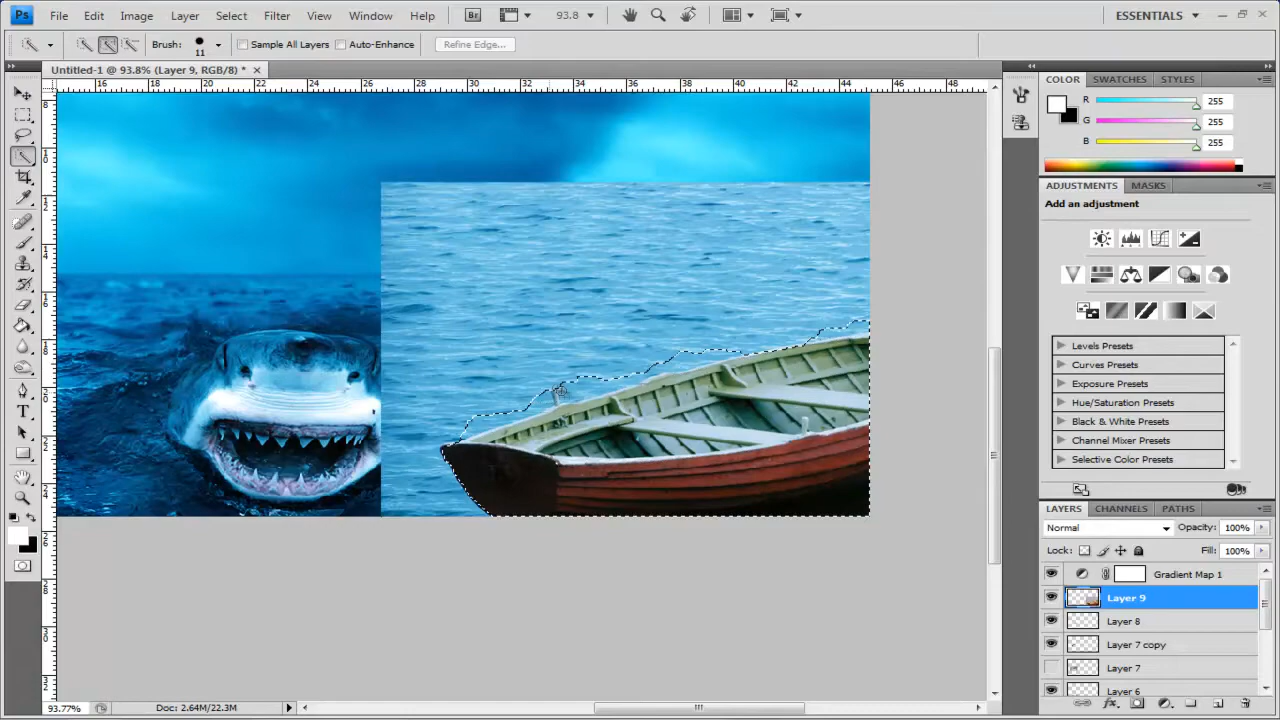 Ps File Edit Image Layer Select Filter 3D View Window Help Br 93.8 ESSENTIALS
Brush: 11 Sample All Layers Auto-Enhance Refine Edge...
Untitled-1 @ 93.8% (Layer 9, RGB/8) *
16 18 20 22 24 26 30 32 34 36 38 40 42 44 46
COLOR SWATCHES STYLES
R 255
G 255
B 255
ADJUSTMENTS MASKS
Add an adjustment
Levels Presets
Curves Presets
Exposure Presets
Hue/Saturation Presets
Black & White Presets
Channel Mixer Presets
Selective Color Presets
LAYERS CHANNELS PATHS
Normal Opacity: 100%
Lock: Fill: 100%
Gradient Map 1
Layer 9
Layer 8
Layer 7 copy
Layer 7
Layer 6
93.77% Doc: 2.64M/22.3M